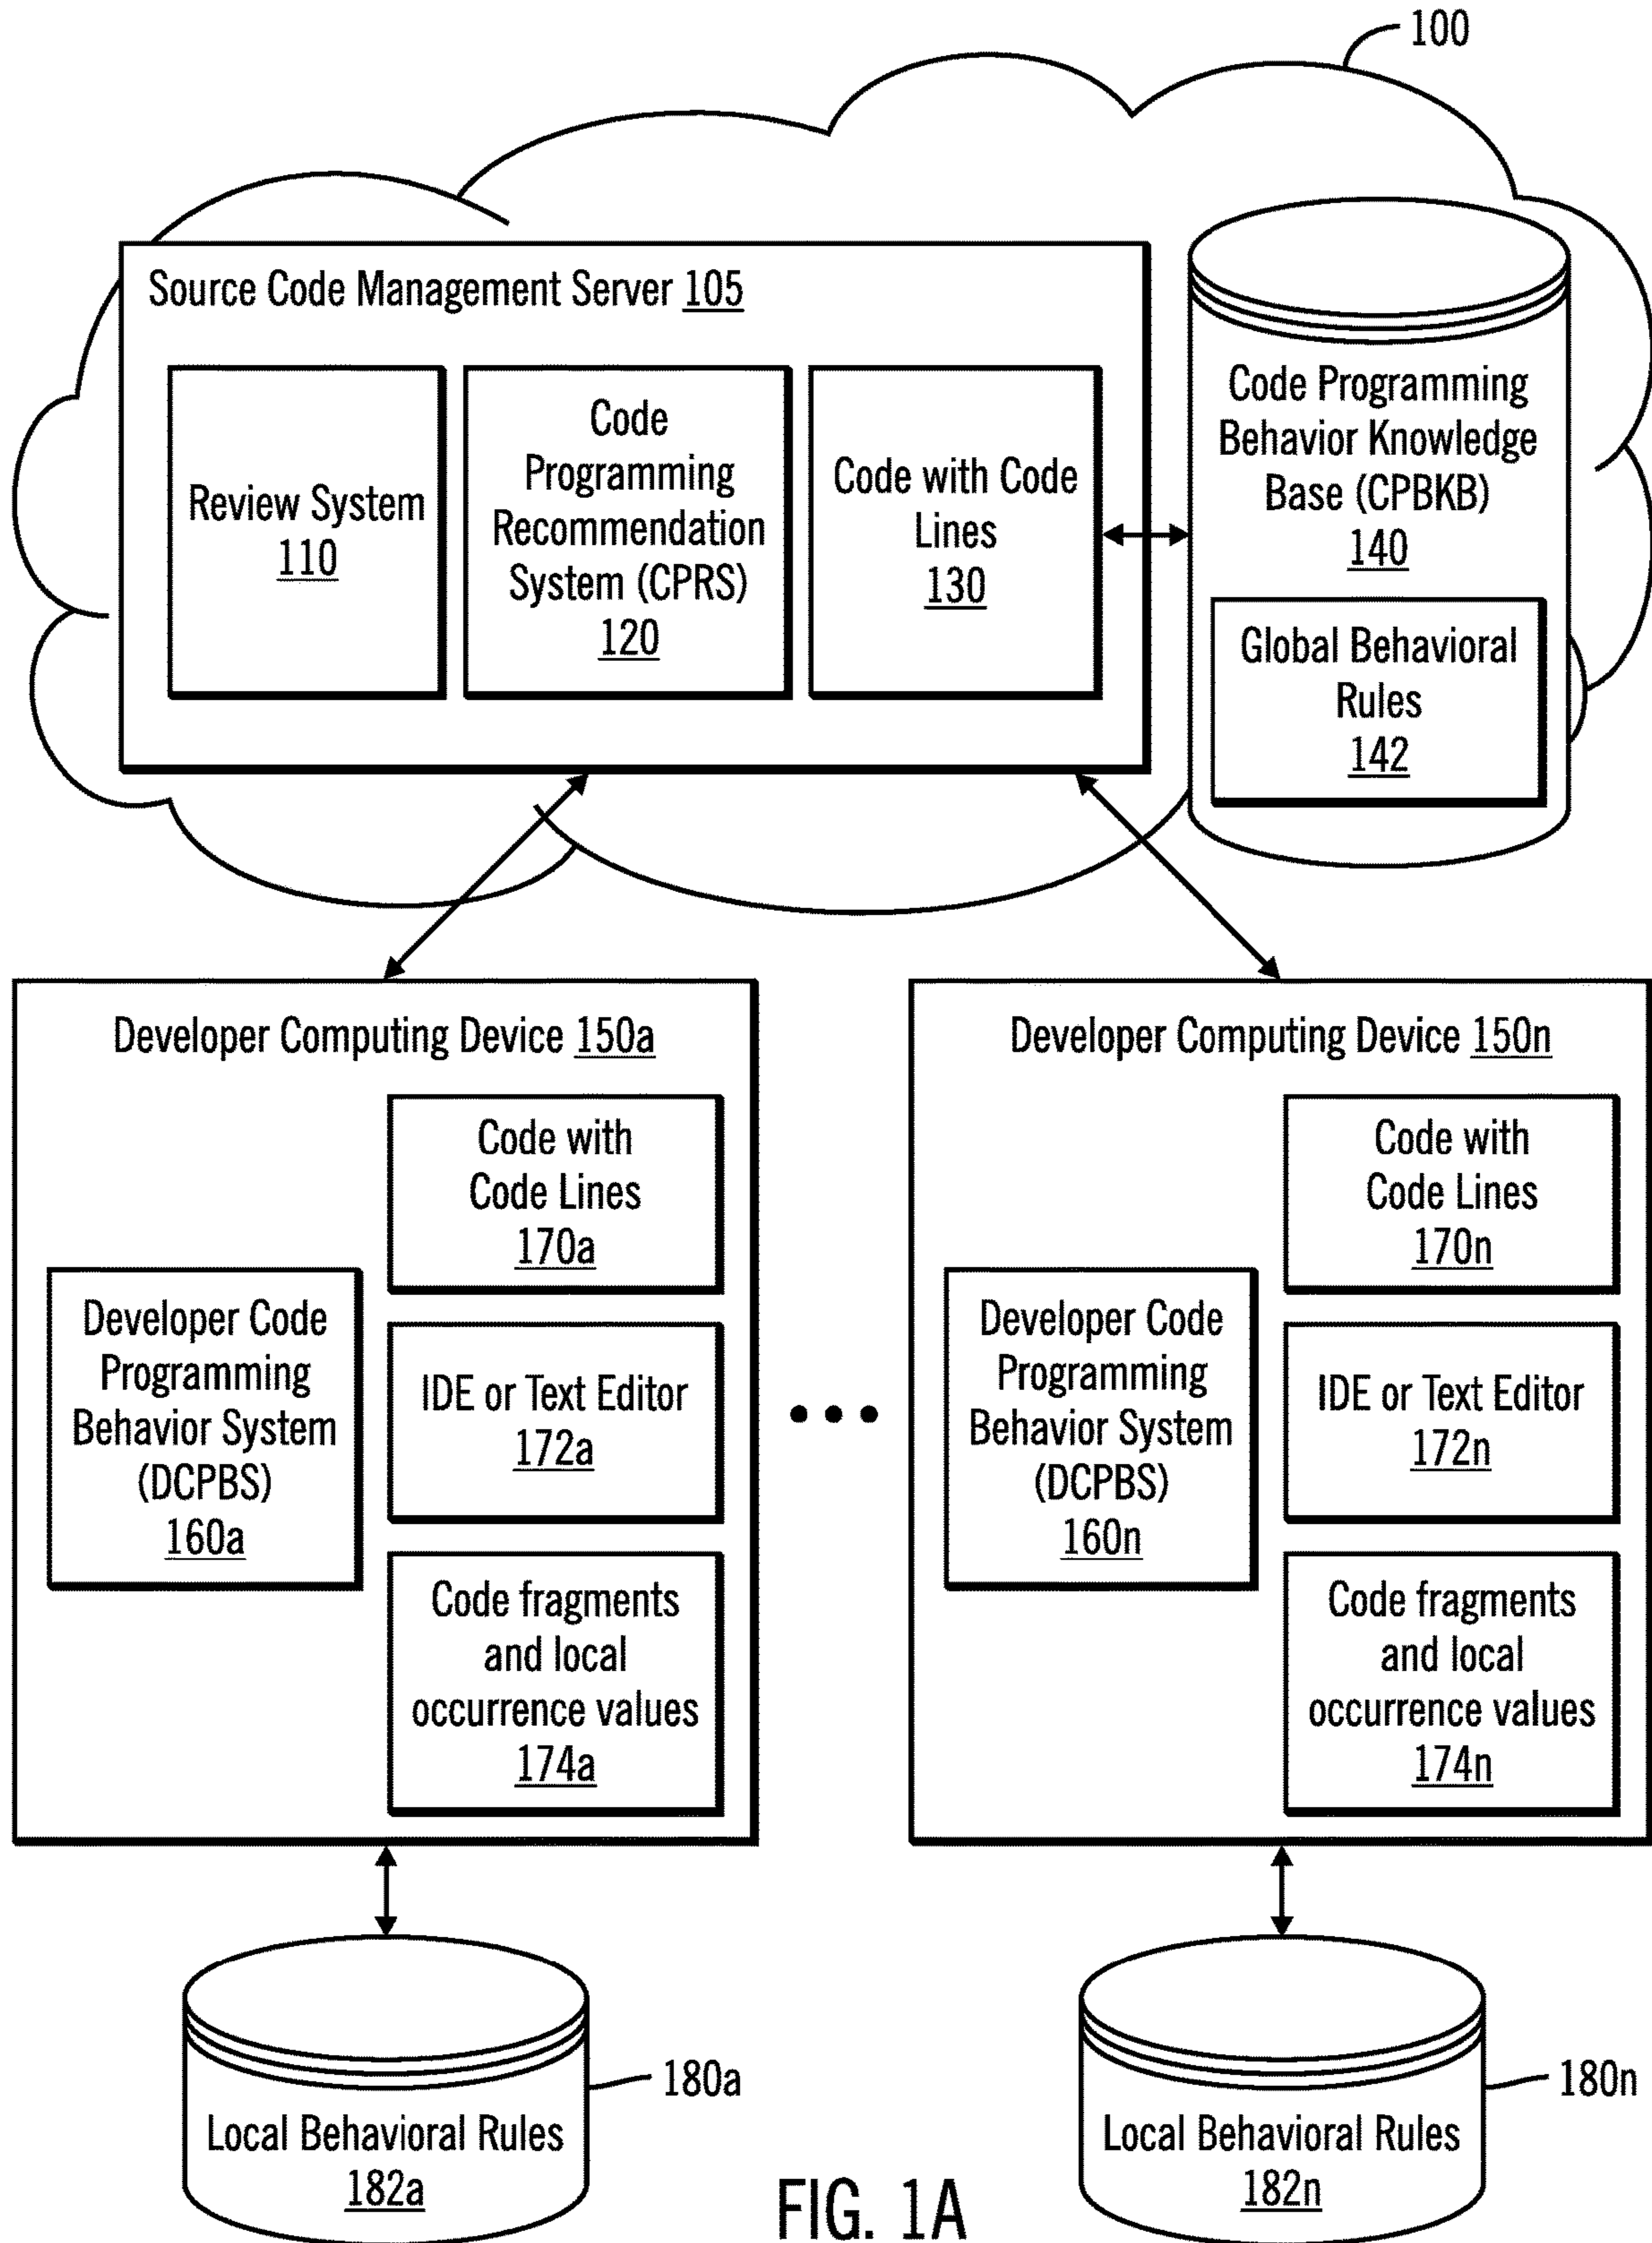 100
Source Code Management Server 105
Review System
110
Code
Programming
Recommendation
System (CPRS)
120
Code with Code
Lines
130
Code Programming
Behavior Knowledge
Base (CPBKB)
140
Global Behavioral
Rules
142
Developer Computing Device 150a
Code with
Code Lines
170a
Developer Code
Programming
Behavior System
(DCPBS)
160a
IDE or Text Editor
172a
Code fragments
and local
occurrence values
174a
Developer Computing Device 150n
Code with
Code Lines
170n
Developer Code
Programming
Behavior System
(DCPBS)
160n
IDE or Text Editor
172n
Code fragments
and local
occurrence values
174n
180a
Local Behavioral Rules
182a
180n
Local Behavioral Rules
182n
FIG. 1A